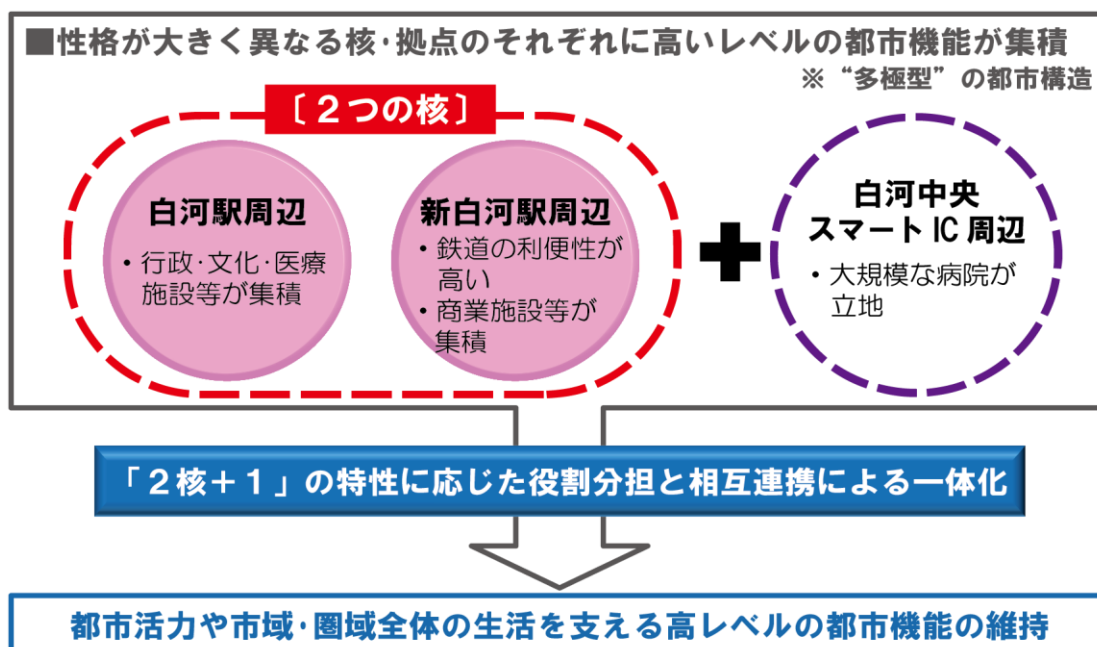 ■性格が大きく異なる核・拠点のそれぞれに高いレベルの都市機能が集積
※“多極型”の都市構造
〔２つの核〕
白河駅周辺
・行政・文化・医療
施設等が集積
新白河駅周辺
・鉄道の利便性が
高い
・商業施設等が
集積
＋
白河中央
スマートIC周辺
・大規模な病院が
立地
「２核＋１」の特性に応じた役割分担と相互連携による一体化
都市活力や市域・圏域全体の生活を支える高レベルの都市機能の維持